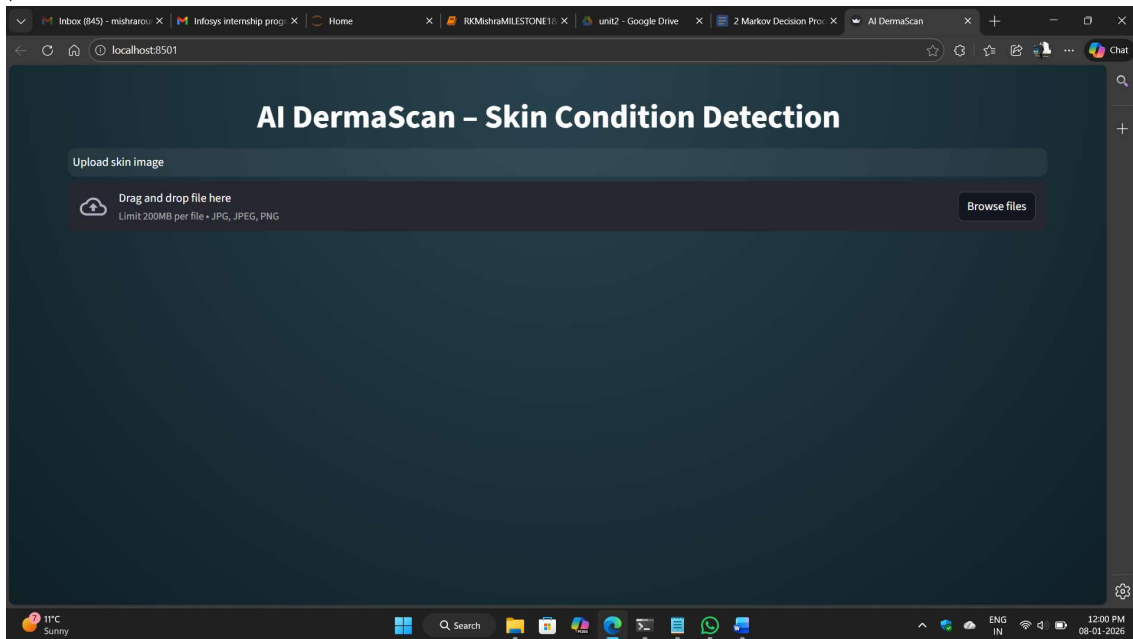 Inbox (845) - mishrarou
Infosys internship prog
Home
RKMishraMILESTONE18
unit2 - Google Drive
2 Markov Decision Proc
AI DermaScan
localhost:8501
Chat
AI DermaScan – Skin Condition Detection
Upload skin image
Drag and drop file here
Limit 200MB per file • JPG, JPEG, PNG
Browse files
7
11°C
Sunny
Search
ENG
IN
12:00 PM
08-01-2026